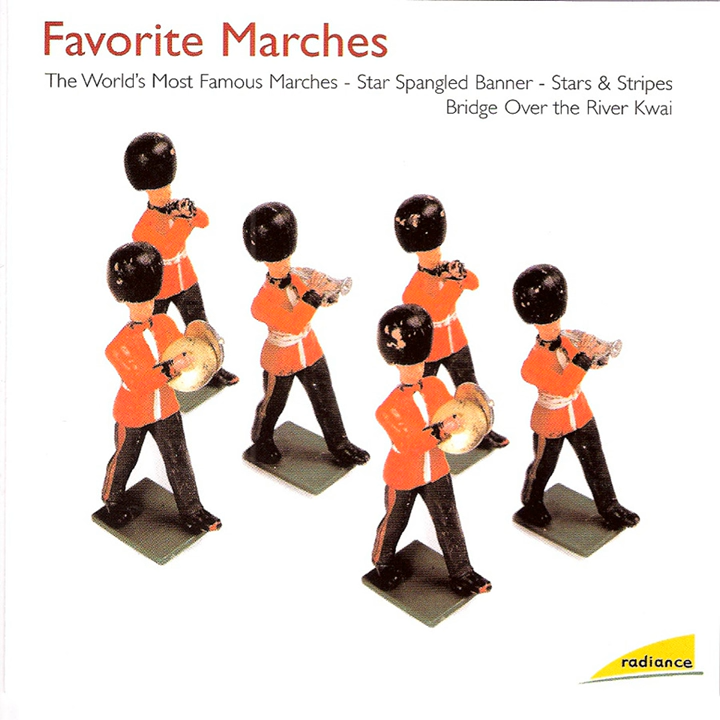 Favorite Marches
The World's Most Famous Marches - Star Spangled Banner - Stars & Stripes
Bridge Over the River Kwai
radiance